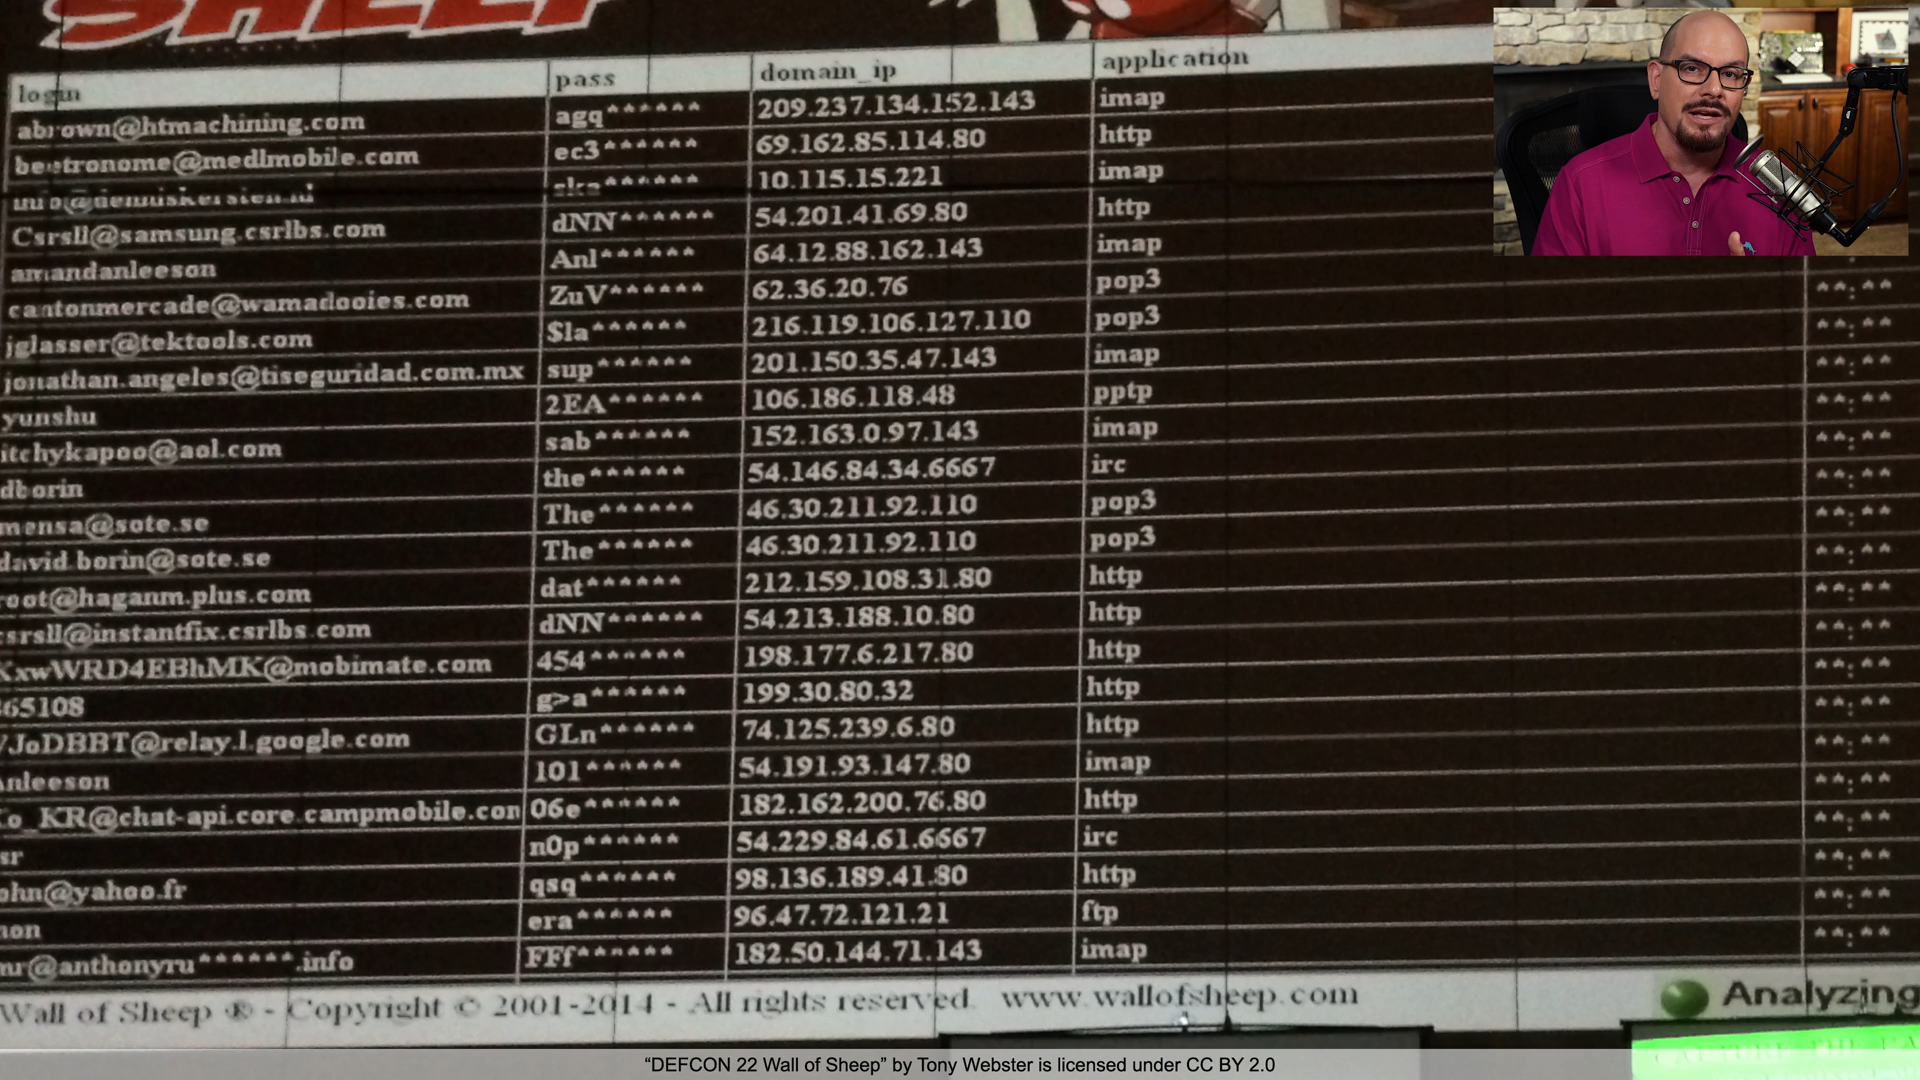 SHEEP
login pass domain_ip application
abrown@htmachining.com agq****** 209.237.134.152.143 imap
beetronome@medlmobile.com ec3****** 69.162.85.114.80 http
ska****** 10.115.15.221 imap
Csrsll@samsung.csrlbs.com dNN****** 54.201.41.69.80 http
amandanleeson Anl****** 64.12.88.162.143 imap
cantonmercade@wamadooies.com ZuV****** 62.36.20.76 pop3 **:**
jglasser@tektools.com $la****** 216.119.106.127.110 pop3 **:**
jonathan.angeles@tiseguridad.com.mx sup****** 201.150.35.47.143 imap **:**
yunshu 2EA****** 106.186.118.48 pptp **:**
itchykapoo@aol.com sab****** 152.163.0.97.143 imap **:**
dborin the****** 54.146.84.34.6667 irc **:**
mensa@sote.se The****** 46.30.211.92.110 pop3 **:**
david.borin@sote.se The****** 46.30.211.92.110 pop3 **:**
root@haganm.plus.com dat****** 212.159.108.31.80 http **:**
csrsll@instantfix.csrlbs.com dNN****** 54.213.188.10.80 http **:**
KxwWRD4EBhMK@mobimate.com 454****** 198.177.6.217.80 http **:**
465108 g>a****** 199.30.80.32 http **:**
VJoDBBT@relay.l.google.com GLn****** 74.125.239.6.80 http **:**
anleeson 101****** 54.191.93.147.80 imap **:**
Ko_KR@chat-api.core.campmobile.con 06e****** 182.162.200.76.80 http **:**
sr n0p****** 54.229.84.61.6667 irc **:**
ohn@yahoo.fr qsq****** 98.136.189.41.80 http **:**
non era****** 96.47.72.121.21 ftp **:**
mr@anthonyru******.info FFf****** 182.50.144.71.143 imap **:**
Wall of Sheep ® - Copyright © 2001-2014 - All rights reserved. www.wallofsheep.com Analyzing
“DEFCON 22 Wall of Sheep” by Tony Webster is licensed under CC BY 2.0